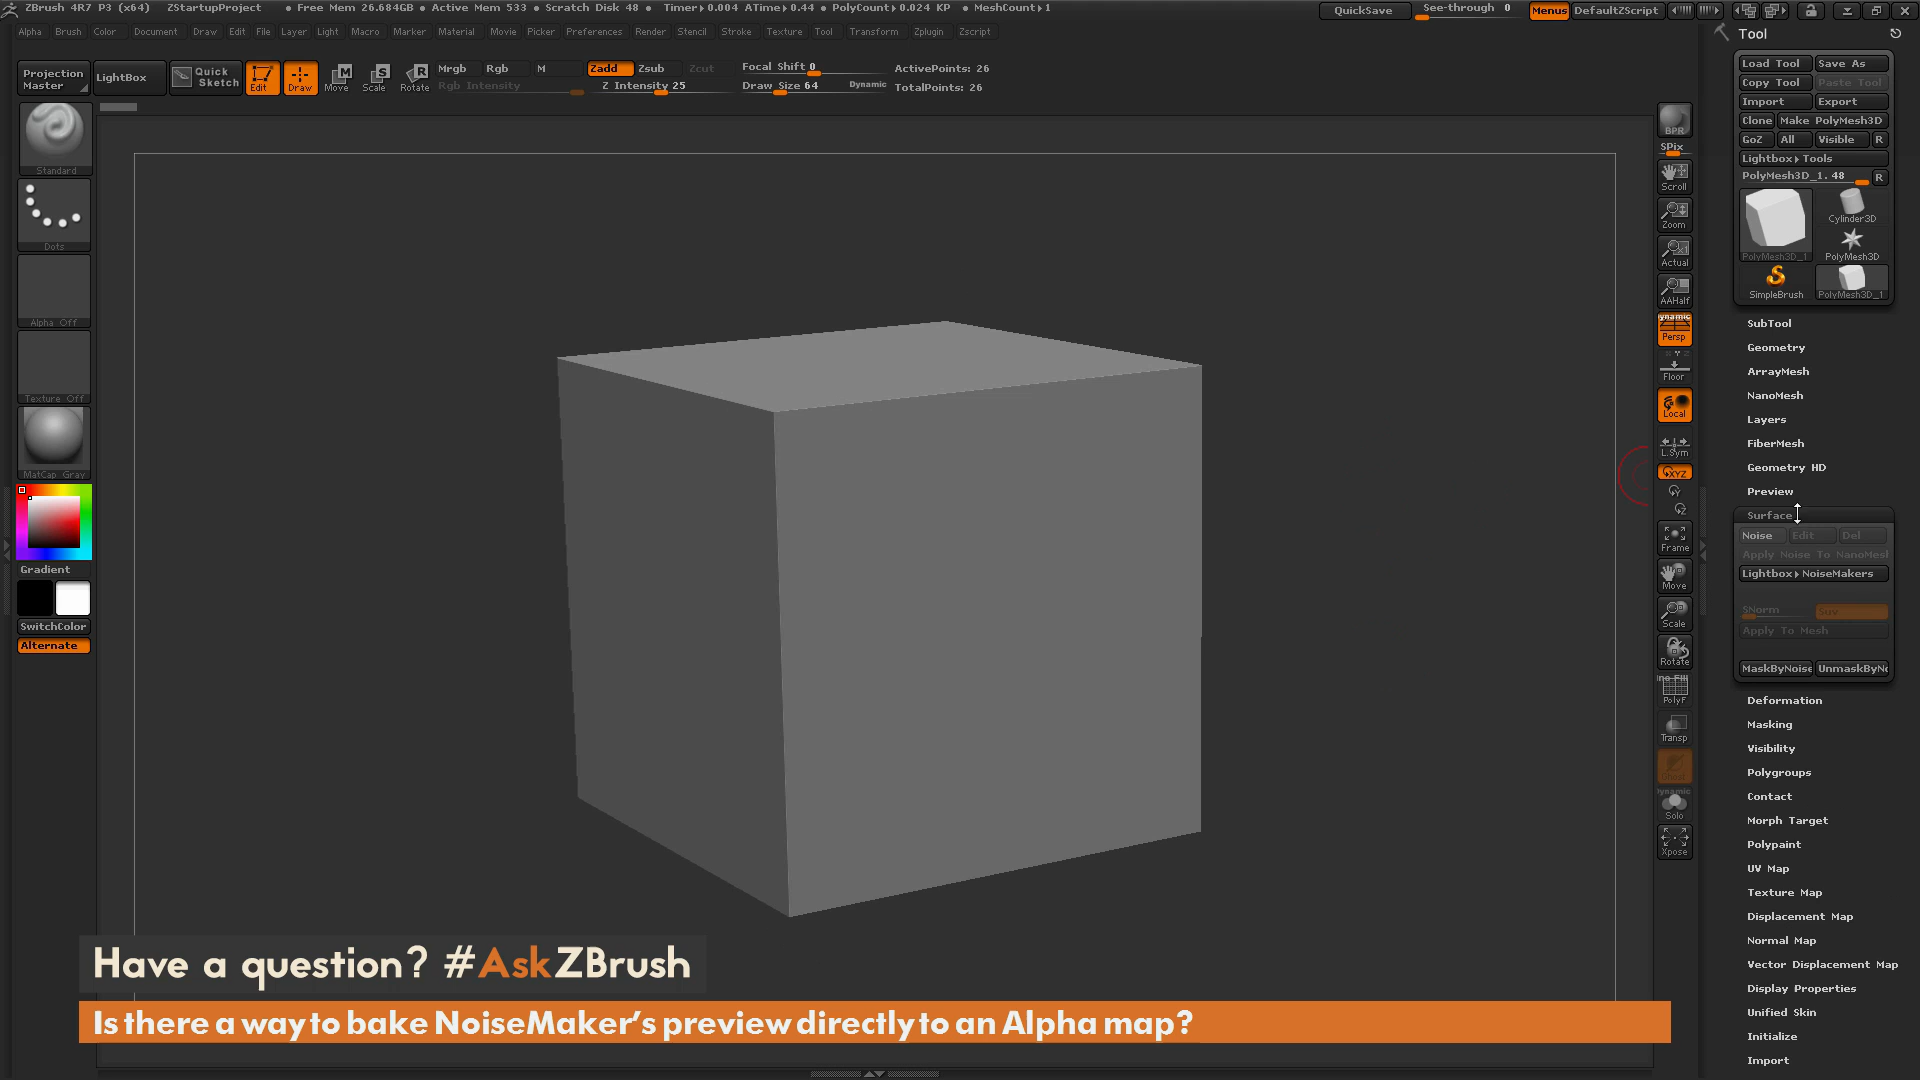 ZBrush 4R7 P3 (x64) ZStartupProject • Free Mem 26.684GB • Active Mem 533 • Scratch Disk 48 • Timer▸0.004 ATime▸0.44 • PolyCount▸0.024 KP • MeshCount▸1 QuickSave See-through 0 Menus DefaultZScript
Alpha Brush Color Document Draw Edit File Layer Light Macro Marker Material Movie Picker Preferences Render Stencil Stroke Texture Tool Transform Zplugin Zscript
Projection Master
LightBox
Quick Sketch
Edit
Draw
Move
Scale
Rotate
Mrgb Rgb M
Rgb Intensity
Zadd Zsub Zcut
Z Intensity 25
Focal Shift 0
Draw Size 64
Dynamic
ActivePoints: 26
TotalPoints: 26
Standard
Dots
Alpha Off
Texture Off
MatCap Gray
Gradient
SwitchColor
Alternate
BPR
SPix
Scroll
Zoom
Actual
AAHalf
Persp
Floor
Local
L.Sym
XYZ
Frame
Move
Scale
Rotate
PolyF
Transp
Ghost
Dynamic
Solo
Xpose
Tool
Load Tool Save As
Copy Tool Paste Tool
Import Export
Clone Make PolyMesh3D
GoZ All Visible R
Lightbox▸Tools
PolyMesh3D_1. 48 R
PolyMesh3D_1
Cylinder3D
PolyMesh3D
SimpleBrush
PolyMesh3D_1
SubTool
Geometry
ArrayMesh
NanoMesh
Layers
FiberMesh
Geometry HD
Preview
Surface
Noise Edit Del
Apply Noise To NanoMesh
Lightbox▸NoiseMakers
SNorm Suv
Apply To Mesh
MaskByNoise UnmaskByNo
Deformation
Masking
Visibility
Polygroups
Contact
Morph Target
Polypaint
UV Map
Texture Map
Displacement Map
Normal Map
Vector Displacement Map
Display Properties
Unified Skin
Initialize
Import
Have a question? #AskZBrush
Is there a way to bake NoiseMaker's preview directly to an Alpha map?